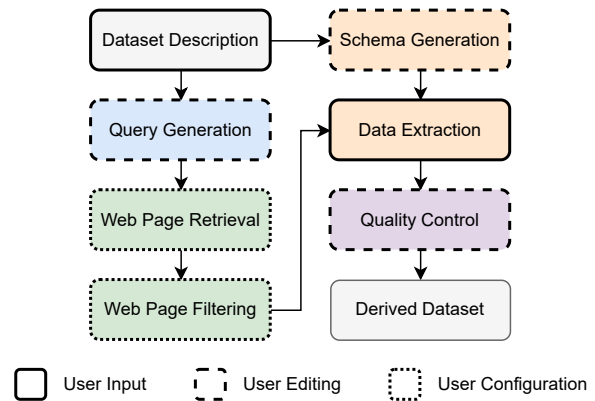 Dataset Description
Schema Generation
Query Generation
Data Extraction
Web Page Retrieval
Quality Control
Web Page Filtering
Derived Dataset
User Input
User Editing
User Configuration